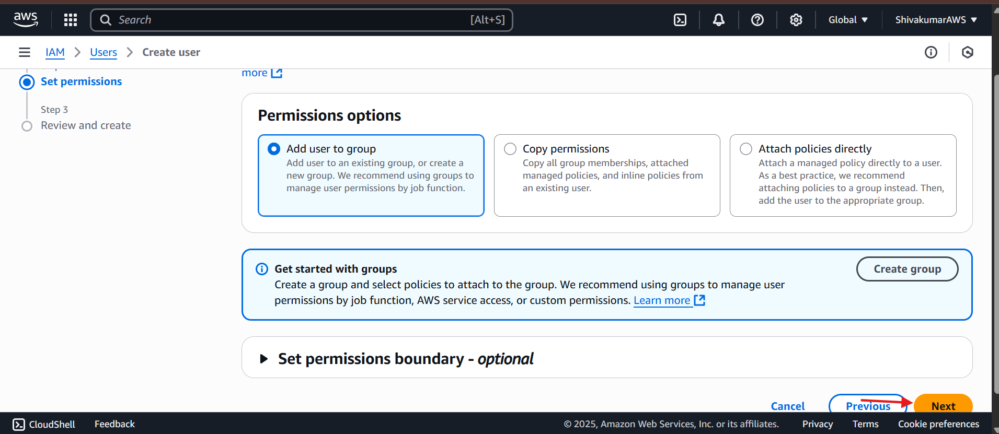 aws
Search
[Alt+S]
Global
ShivakumarAWS
IAM
Users
Create user
more
Set permissions
Step 3
Review and create
Permissions options
Add user to group
Add user to an existing group, or create a
new group. We recommend using groups to
manage user permissions by job function.
Copy permissions
Copy all group memberships, attached
managed policies, and inline policies from
an existing user.
Attach policies directly
Attach a managed policy directly to a user.
As a best practice, we recommend
attaching policies to a group instead. Then,
add the user to the appropriate group.
Get started with groups
Create group
Create a group and select policies to attach to the group. We recommend using groups to manage user
permissions by job function, AWS service access, or custom permissions. Learn more
Set permissions boundary - optional
Cancel
Previous
Next
CloudShell
Feedback
© 2025, Amazon Web Services, Inc. or its affiliates.
Privacy
Terms
Cookie preferences